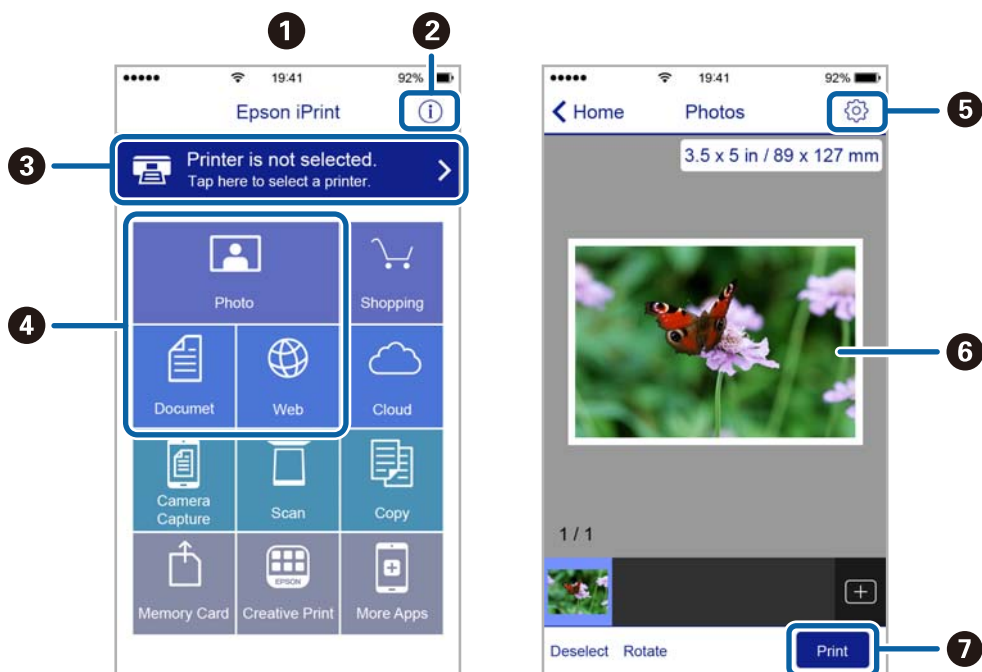 1
2
19:41
92%
Epson iPrint
i
3
Printer is not selected.
Tap here to select a printer.
4
Photo
Shopping
Documet
Web
Cloud
Camera
Capture
Scan
Copy
EPSON
Memory Card
Creative Print
More Apps
19:41
92%
Home
Photos
5
3.5 x 5 in / 89 x 127 mm
6
1 / 1
Deselect
Rotate
Print
7